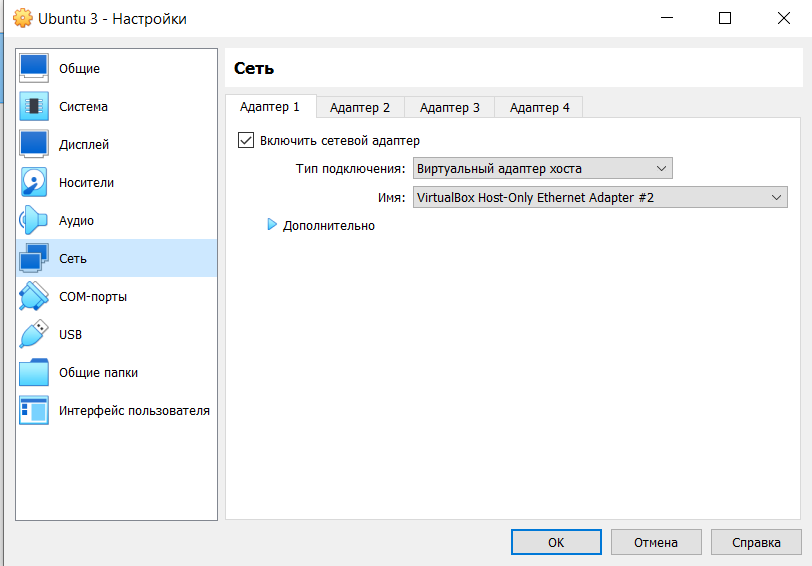 Ubuntu 3 - Настройки
Общие
Система
Дисплей
Носители
Аудио
Сеть
COM-порты
USB
Общие папки
Интерфейс пользователя
Сеть
Адаптер 1 Адаптер 2 Адаптер 3 Адаптер 4
Включить сетевой адаптер
Тип подключения: Виртуальный адаптер хоста
Имя: VirtualBox Host-Only Ethernet Adapter #2
Дополнительно
OK Отмена Справка